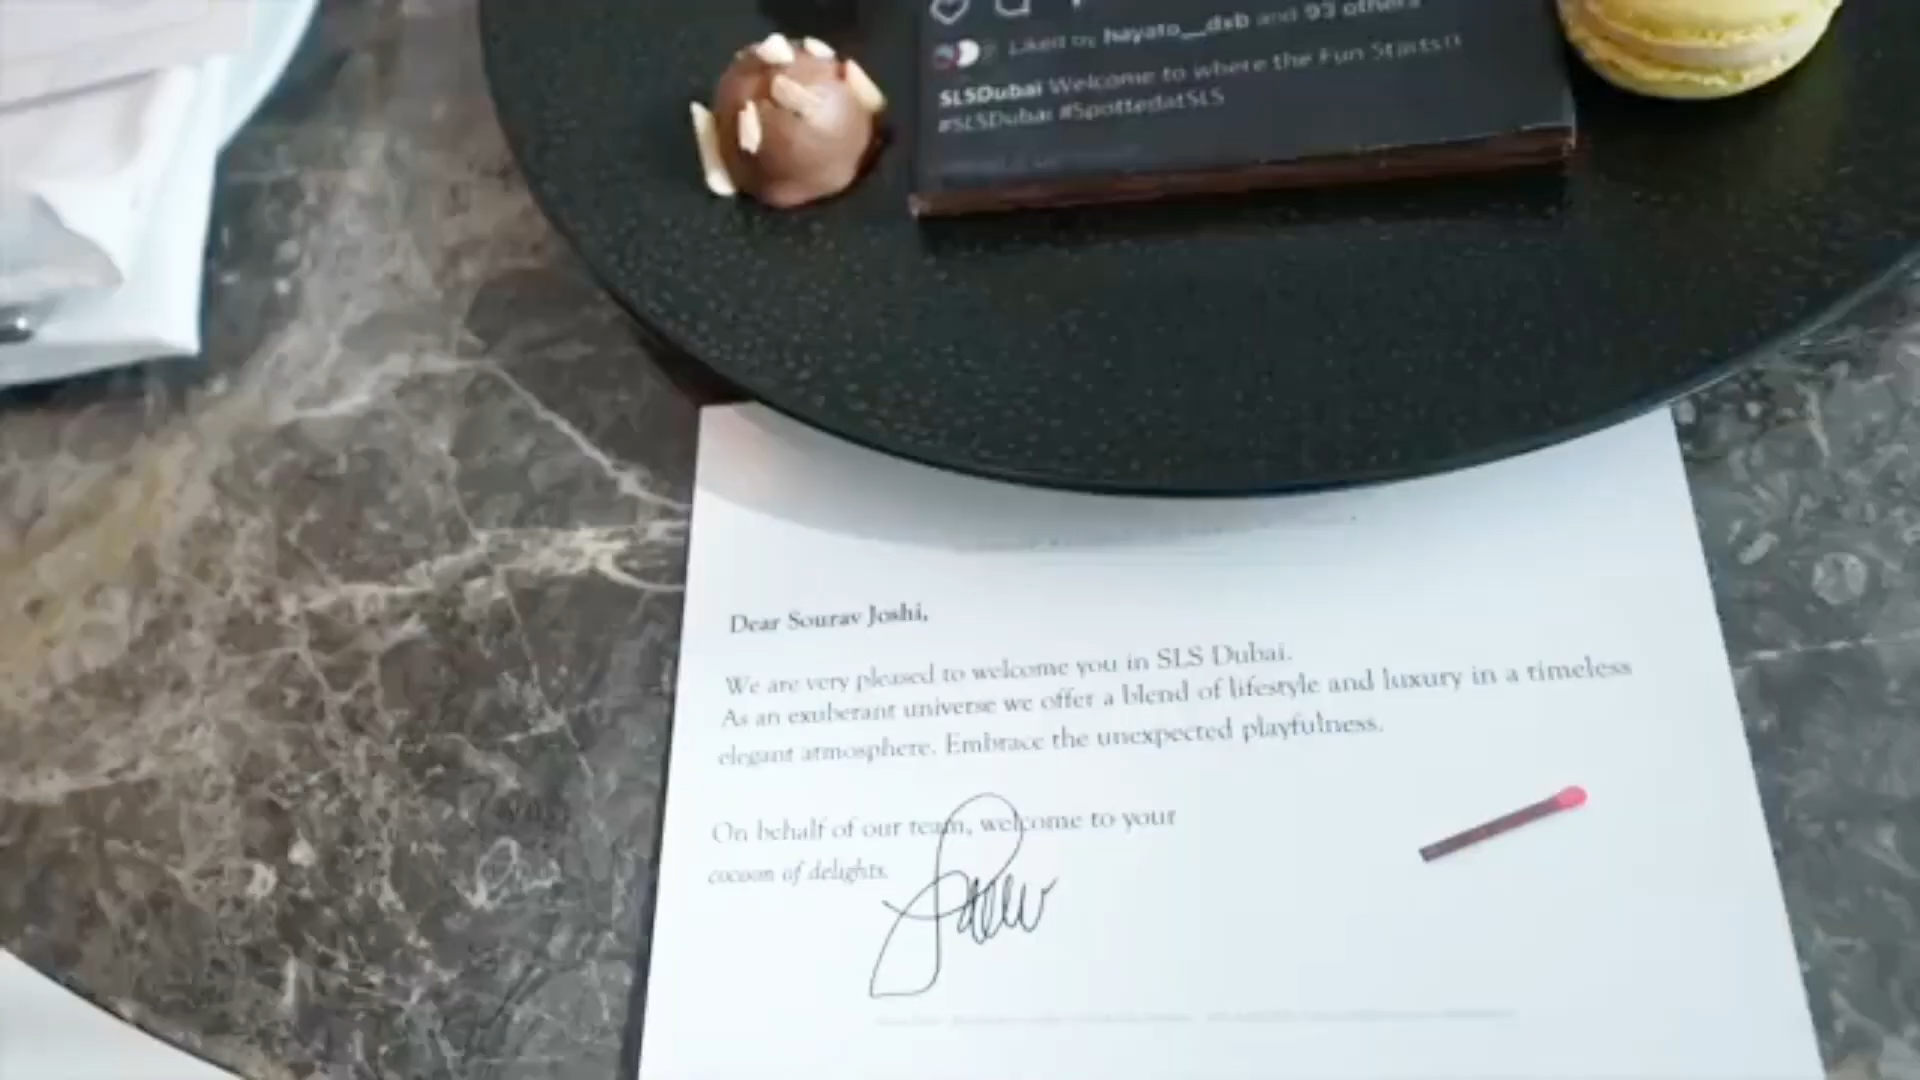 Liked by hayato__dxb and 93 others
SLSDubai Welcome to where the Fun Starts!!
#SLSDubai #SpottedatSLS
Dear Sourav Joshi,
We are very pleased to welcome you in SLS Dubai.
As an exuberant universe we offer a blend of lifestyle and luxury in a timeless
elegant atmosphere. Embrace the unexpected playfulness.
On behalf of our team, welcome to your
cocoon of delights.